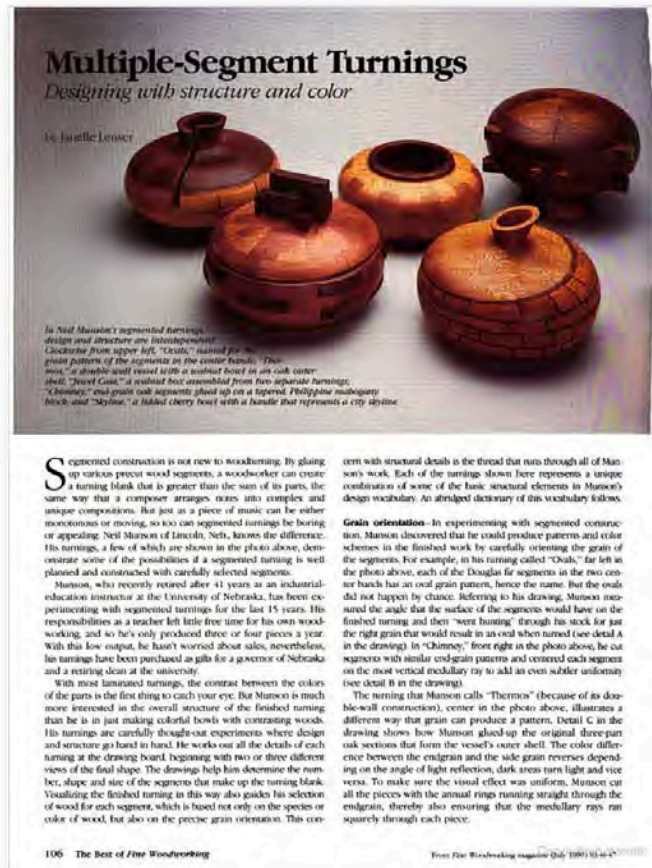 Multiple-Segment Turnings
Designing with structure and color
by
In Neil Munson's segmented turnings,
design and structure are interdependent.
Clockwise from upper left, "Ovals," named for the
grain pattern of the segments in the center bands; "Ther-
mos," a double-wall vessel with a walnut bowl in an oak outer
shell; "Jewel Case," a walnut box assembled from two separate turnings;
"Chimney," end-grain oak segments glued up on a tapered, Philippine mahogany
block; and "Skyline," a lidded cherry bowl with a handle that represents a city skyline.
Segmented construction is not new to woodturning. By gluing
up various precut wood segments, a woodworker can create
a turning blank that is greater than the sum of its parts, the
same way that a composer arranges notes into complex and
unique compositions. But just as a piece of music can be either
monotonous or moving, so too can segmented turnings be boring
or appealing. Neil Munson of Lincoln, Neb., knows the difference.
His turnings, a few of which are shown in the photo above, dem-
onstrate some of the possibilities if a segmented turning is well
planned and constructed with carefully selected segments.
Munson, who recently retired after 41 years as an industrial-
education instructor at the University of Nebraska, has been ex-
perimenting with segmented turnings for the last 15 years. His
responsibilities as a teacher left little free time for his own wood-
working, and so he's only produced three or four pieces a year.
With this low output, he hasn't worried about sales, nevertheless,
his turnings have been purchased as gifts for a governor of Nebraska
and a retiring dean at the university.
With most laminated turnings, the contrast between the colors
of the parts is the first thing to catch your eye. But Munson is much
more interested in the overall structure of the finished turning
than he is in just making colorful bowls with contrasting woods.
His turnings are carefully thought-out experiments where design
and structure go hand in hand. He works out all the details of each
turning at the drawing board, beginning with two or three different
views of the final shape. The drawings help him determine the num-
ber, shape and size of the segments that make up the turning blank.
Visualizing the finished turning in this way also guides his selection
of wood for each segment, which is based not only on the species or
color of wood, but also on the precise grain orientation. This con-
cern with structural details is the thread that runs through all of Mun-
son's work. Each of the turnings shown here represents a unique
combination of some of the basic structural elements in Munson's
design vocabulary. An abridged dictionary of this vocabulary follows.
Grain orientation–In experimenting with segmented construc-
tion, Munson discovered that he could produce patterns and color
schemes in the finished work by carefully orienting the grain of
the segments. For example, in his turning called "Ovals," far left in
the photo above, each of the Douglas fir segments in the two cen-
ter bands has an oval grain pattern, hence the name. But the ovals
did not happen by chance. Referring to his drawing, Munson mea-
sured the angle that the surface of the segments would have on the
finished turning and then "went hunting" through his stock for just
the right grain that would result in an oval when turned (see detail A
in the drawing). In "Chimney," front right in the photo above, he cut
segments with similar end-grain patterns and centered each segment
on the most vertical medullary ray to add an even subtler uniformity
(see detail B in the drawing).
The turning that Munson calls "Thermos" (because of its dou-
ble-wall construction), center in the photo above, illustrates a
different way that grain can produce a pattern. Detail C in the
drawing shows how Munson glued-up the original three-part
oak sections that form the vessel's outer shell. The color differ-
ence between the endgrain and the side grain reverses depend-
ing on the angle of light reflection, dark areas turn light and vice
versa. To make sure the visual effect was uniform, Munson cut
all the pieces with the annual rings running straight through the
endgrain, thereby also ensuring that the medullary rays ran
squarely through each piece.
106 The Best of Fine Woodworking
From Fine Woodworking magazine (July 1990)